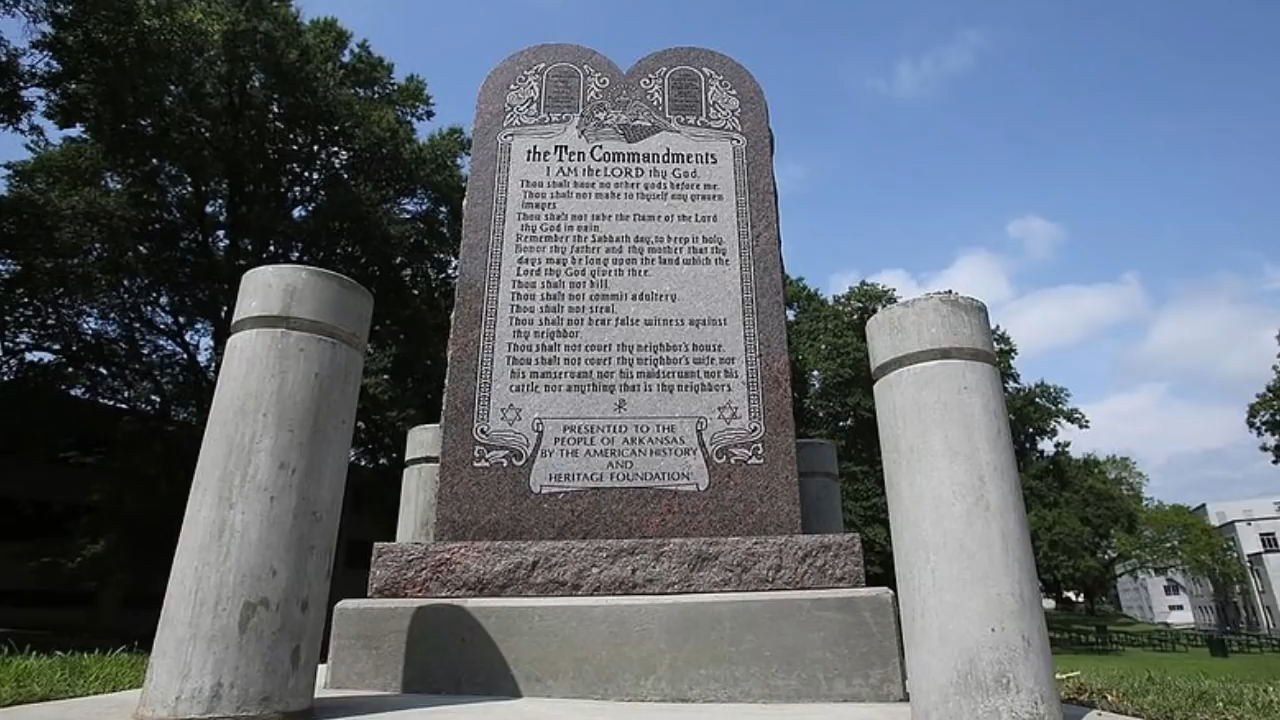 the Ten Commandments
I AM the LORD thy God.
Thou shalt have no other gods before me.
Thou shalt not make to thyself any graven
images.
Thou shalt not take the Name of the Lord
thy God in vain.
Remember the Sabbath day, to keep it holy.
Honor thy father and thy mother that thy
days may be long upon the land which the
Lord thy God giveth thee.
Thou shalt not kill.
Thou shalt not commit adultery.
Thou shalt not steal.
Thou shalt not bear false witness against
thy neighbor.
Thou shalt not covet thy neighbor's house.
Thou shalt not covet thy neighbor's wife, nor
his manservant, nor his maidservant, nor his
cattle, nor anything that is thy neighbors.
PRESENTED TO THE
PEOPLE OF ARKANSAS
BY THE AMERICAN HISTORY
AND
HERITAGE FOUNDATION